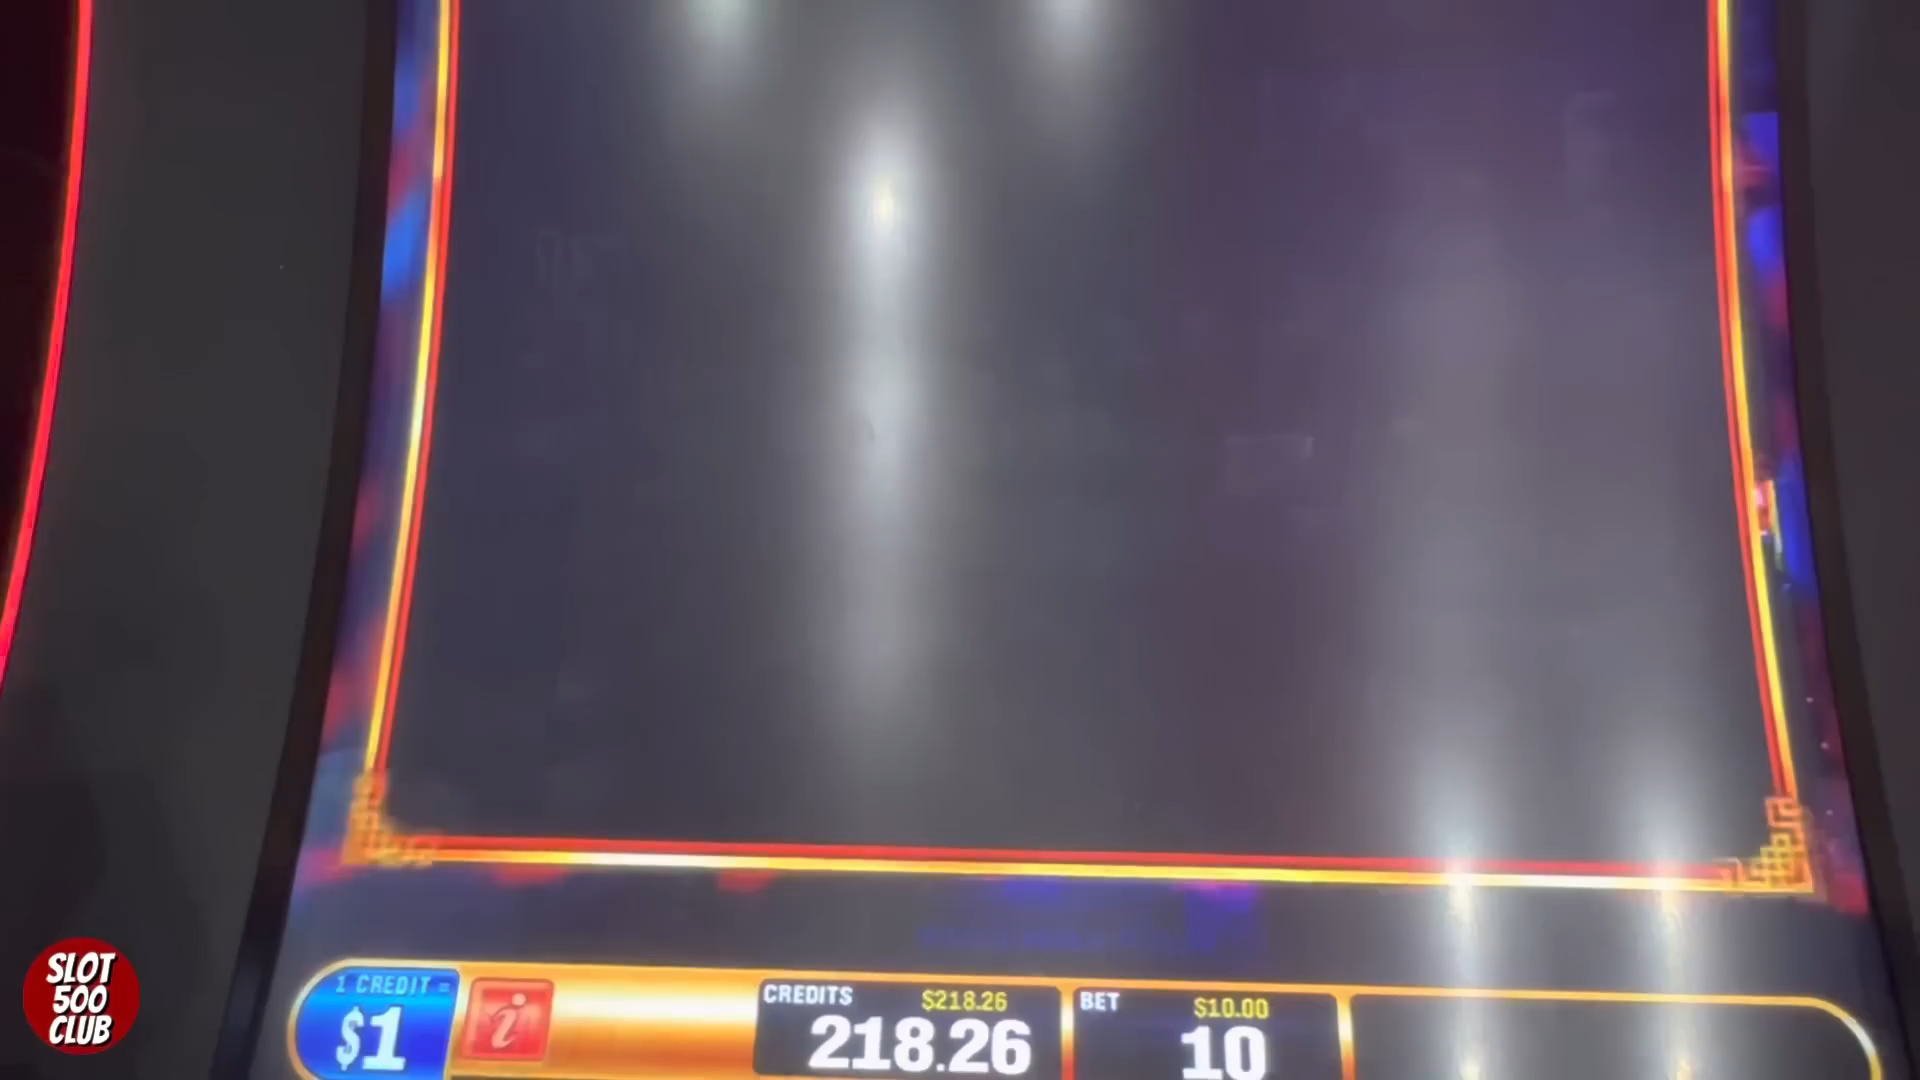 1 CREDIT =
$1
i
CREDITS $218.26
218.26
BET $10.00
10
SLOT
500
CLUB